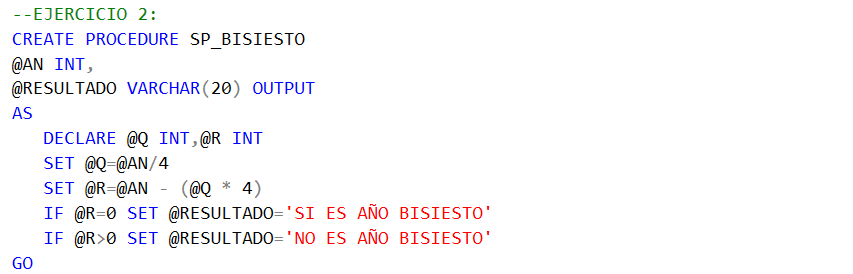 --EJERCICIO 2:
CREATE PROCEDURE SP_BISIESTO
@AN INT,
@RESULTADO VARCHAR(20) OUTPUT
AS
DECLARE @Q INT,@R INT
SET @Q=@AN/4
SET @R=@AN - (@Q * 4)
IF @R=0 SET @RESULTADO='SI ES AÑO BISIESTO'
IF @R>0 SET @RESULTADO='NO ES AÑO BISIESTO'
GO